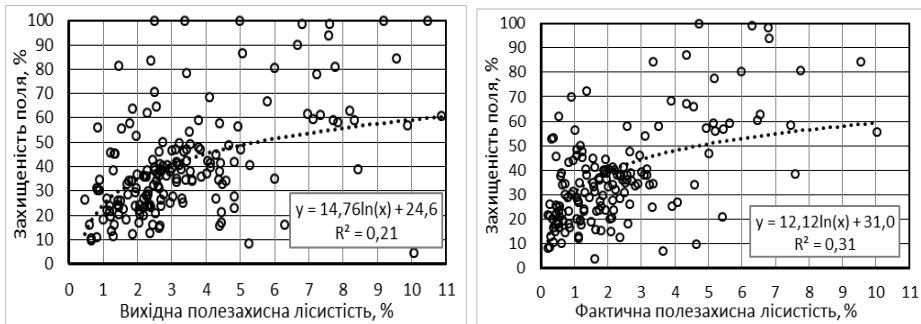 Захищеність поля, %
100
90
80
70
60
50
40
30
20
10
0
y = 14,76ln(x) + 24,6
R² = 0,21
0 1 2 3 4 5 6 7 8 9 10 11
Вихідна полезахисна лісистість, %
Захищеність поля, %
100
90
80
70
60
50
40
30
20
10
0
y = 12,12ln(x) + 31,0
R² = 0,31
0 1 2 3 4 5 6 7 8 9 10 11
Фактична полезахисна лісистість, %